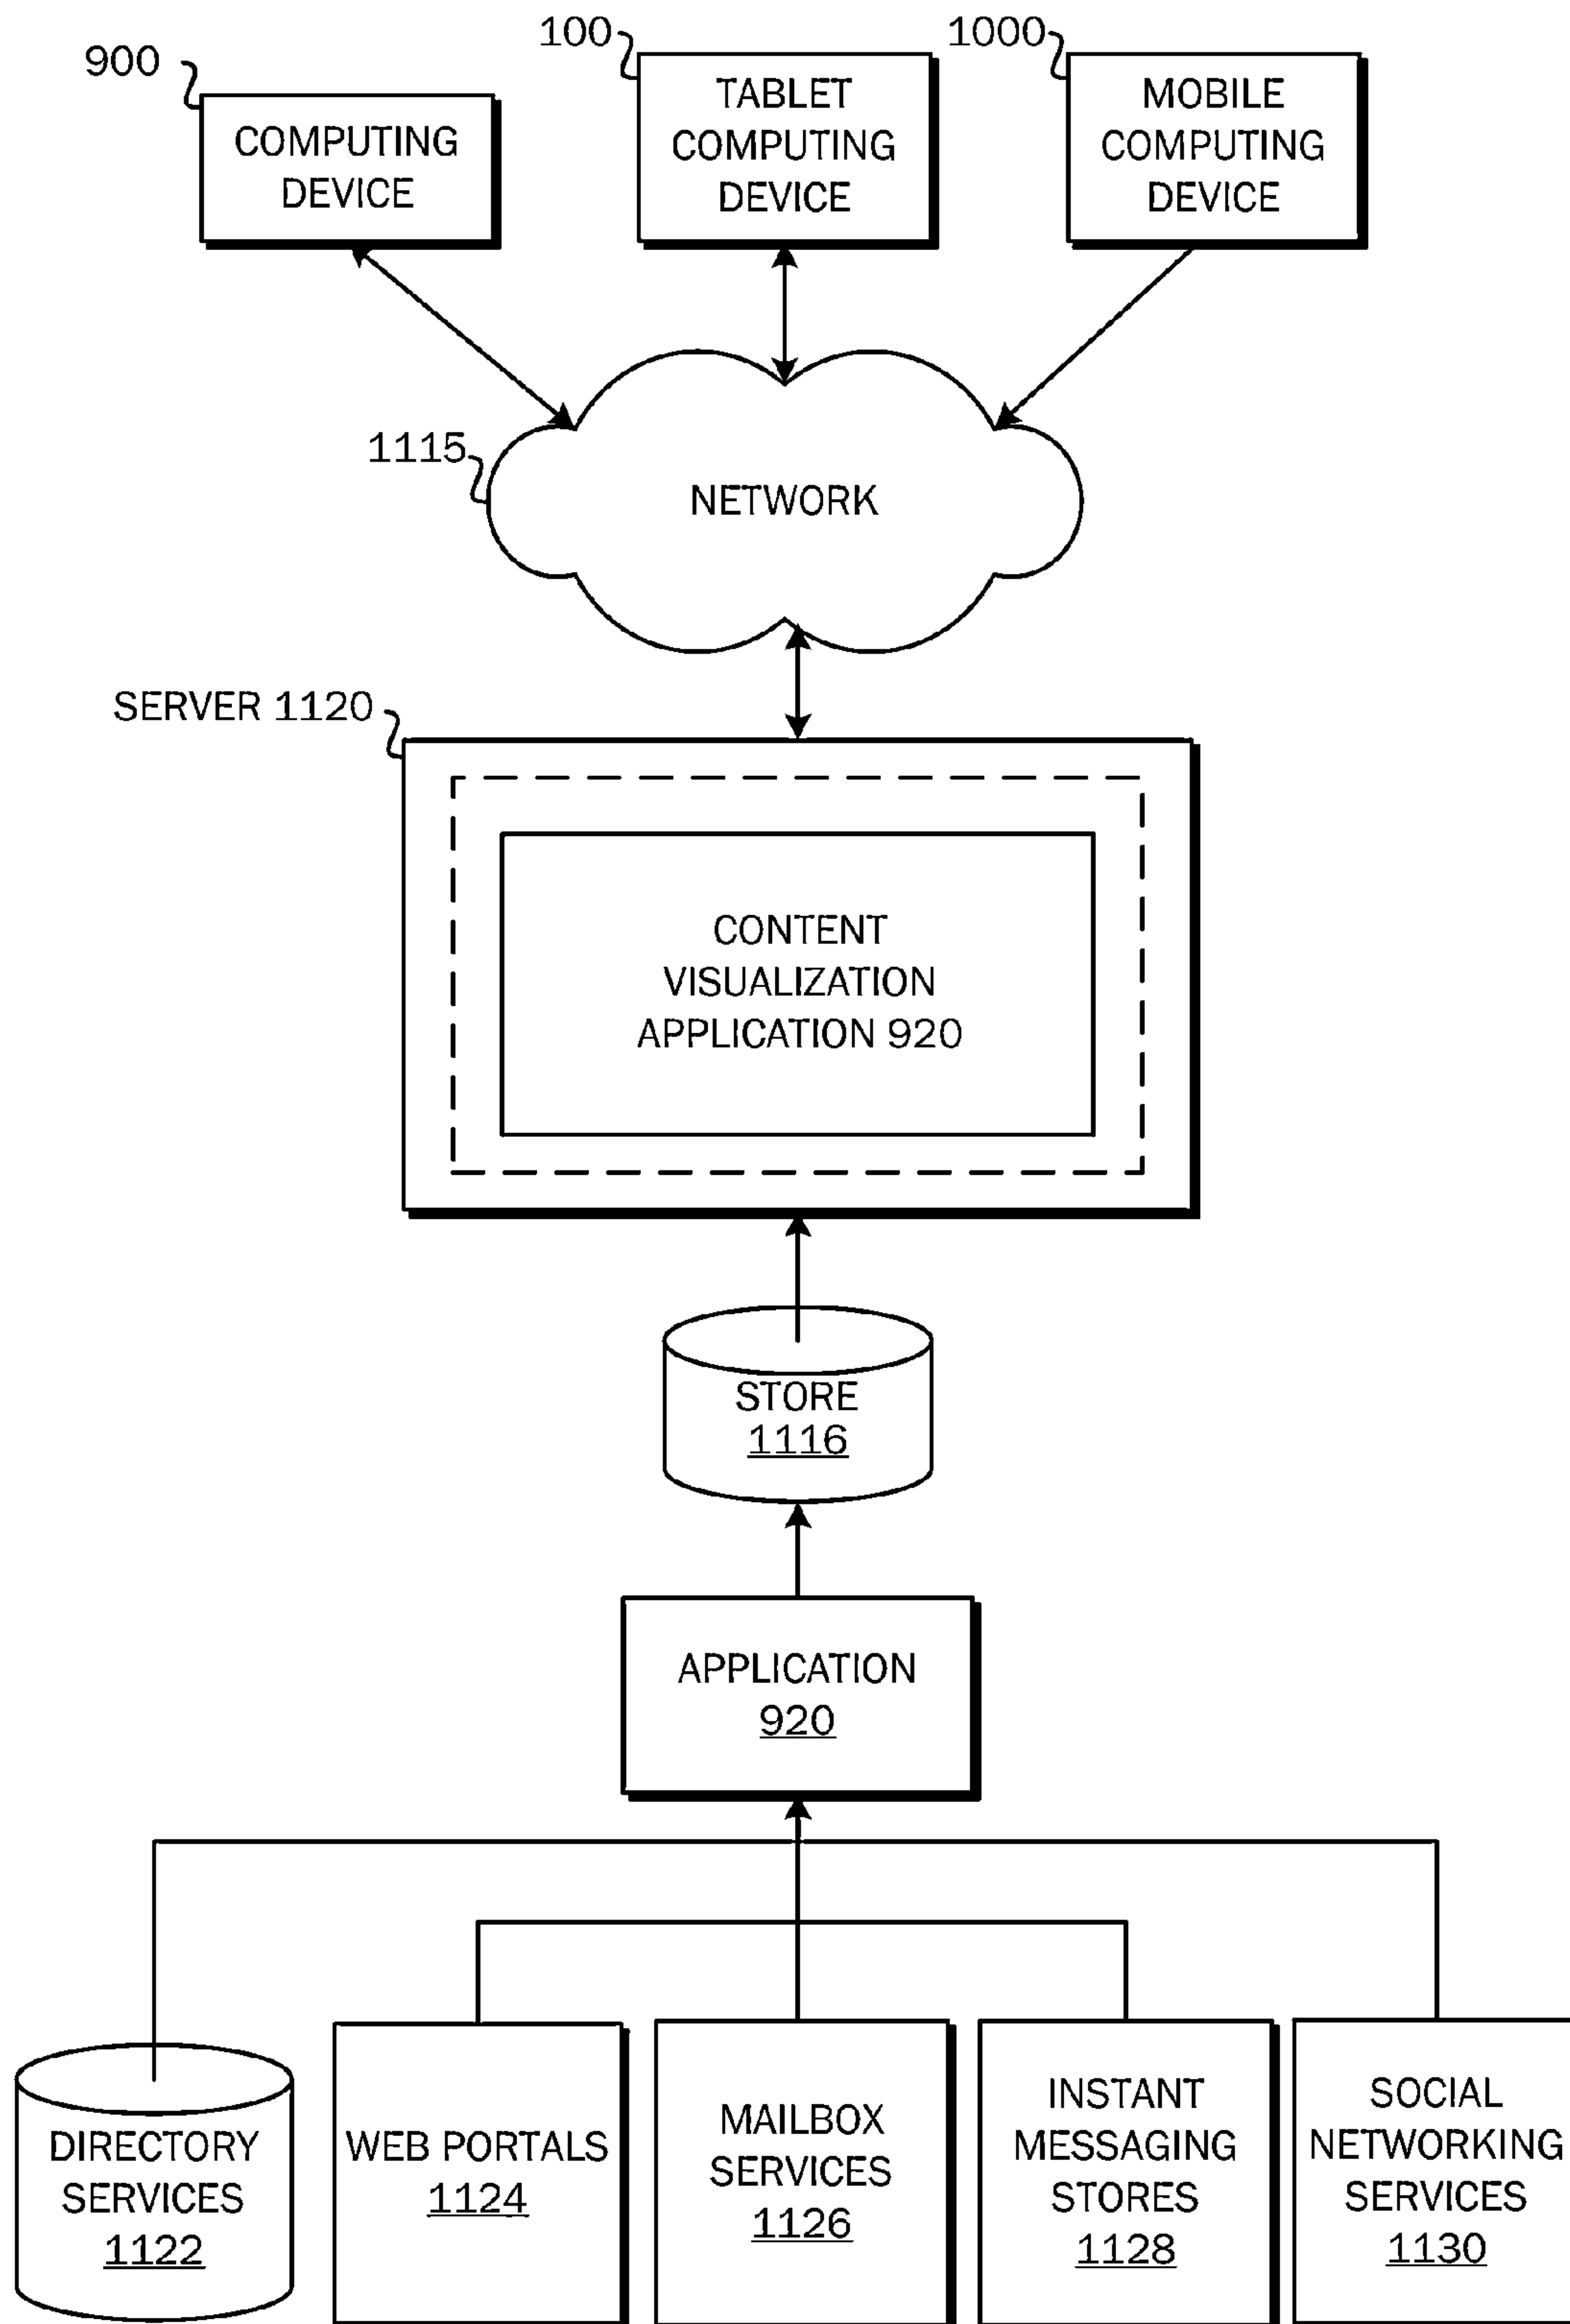 900
COMPUTING
DEVICE
100
TABLET
COMPUTING
DEVICE
1000
MOBILE
COMPUTING
DEVICE
1115
NETWORK
SERVER 1120
CONTENT
VISUALIZATION
APPLICATION 920
STORE
1116
APPLICATION
920
DIRECTORY
SERVICES
1122
WEB PORTALS
1124
MAILBOX
SERVICES
1126
INSTANT
MESSAGING
STORES
1128
SOCIAL
NETWORKING
SERVICES
1130